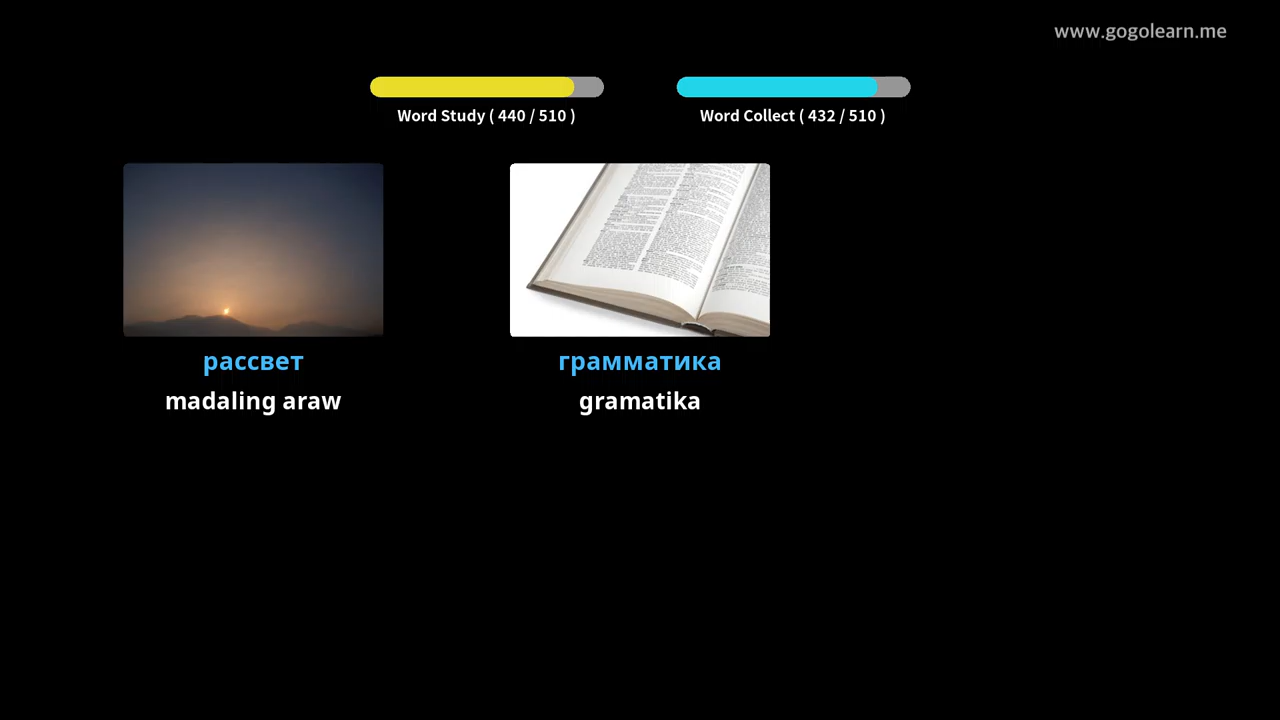 www.gogolearn.me
Word Study ( 440 / 510 )
Word Collect ( 432 / 510 )
рассвет
madaling araw
грамматика
gramatika